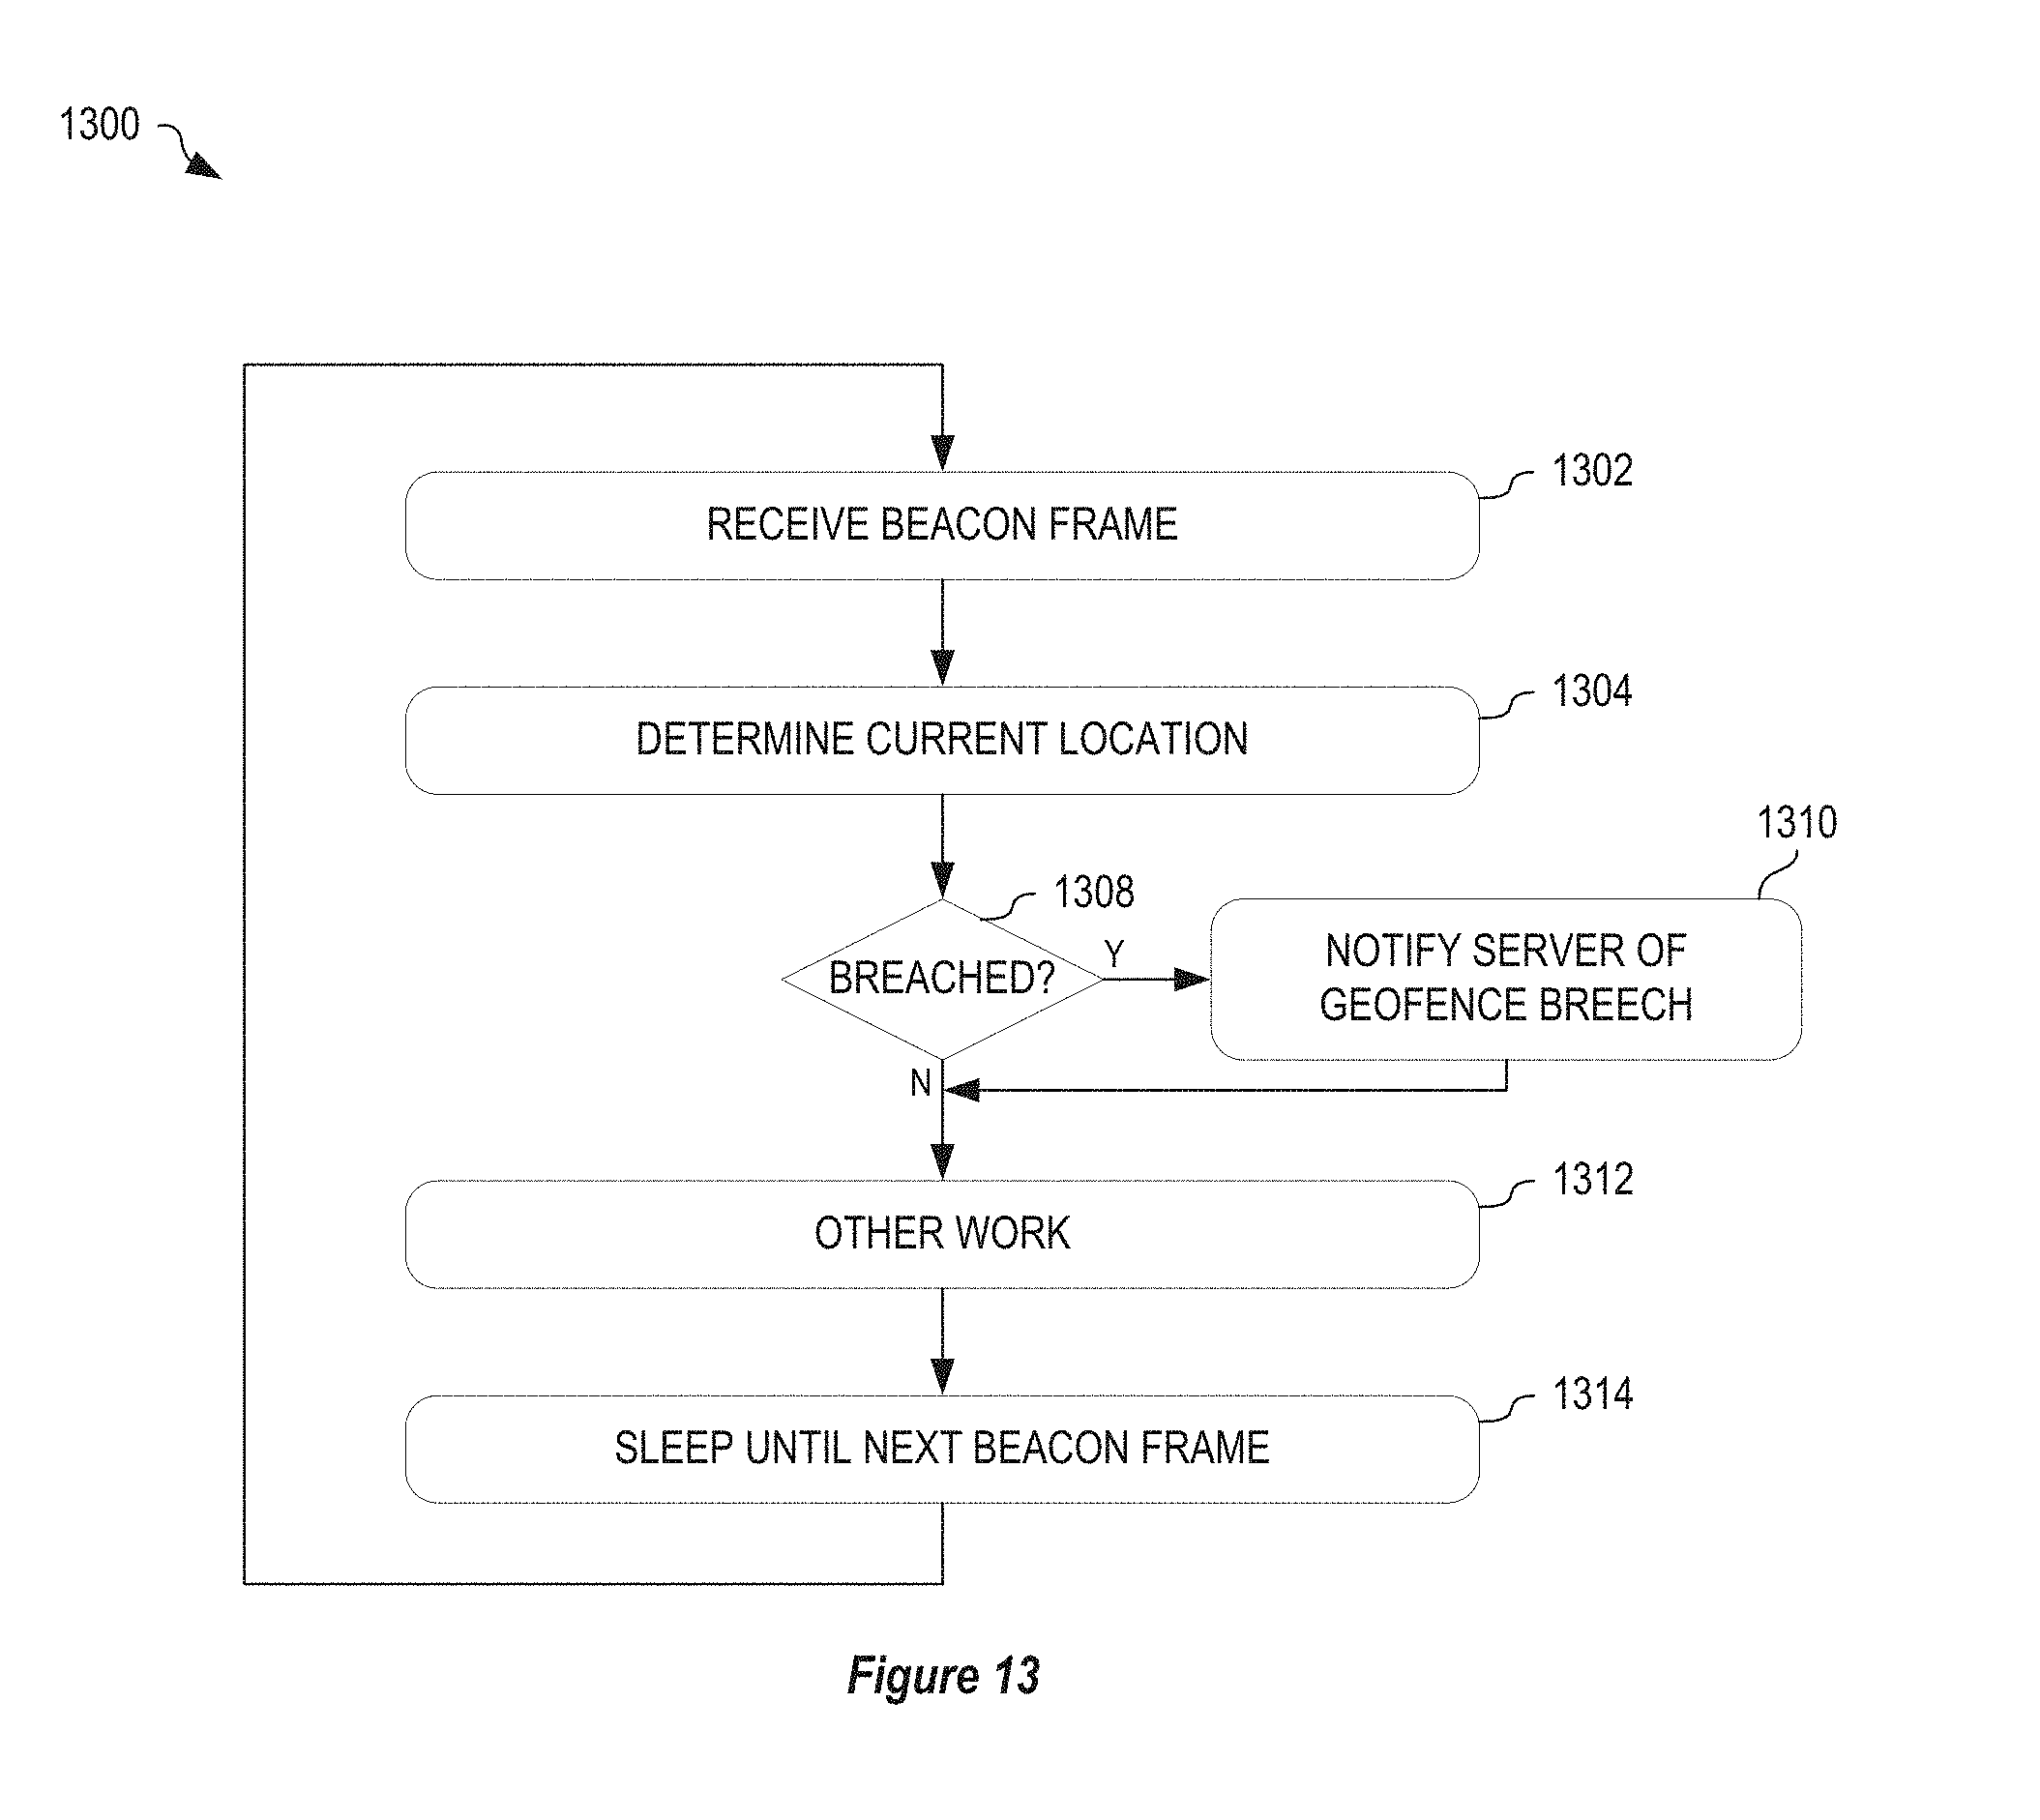 1300
1302
RECEIVE BEACON FRAME
1304
DETERMINE CURRENT LOCATION
1308
BREACHED?
Y
1310
NOTIFY SERVER OF
GEOFENCE BREECH
N
1312
OTHER WORK
1314
SLEEP UNTIL NEXT BEACON FRAME
Figure 13